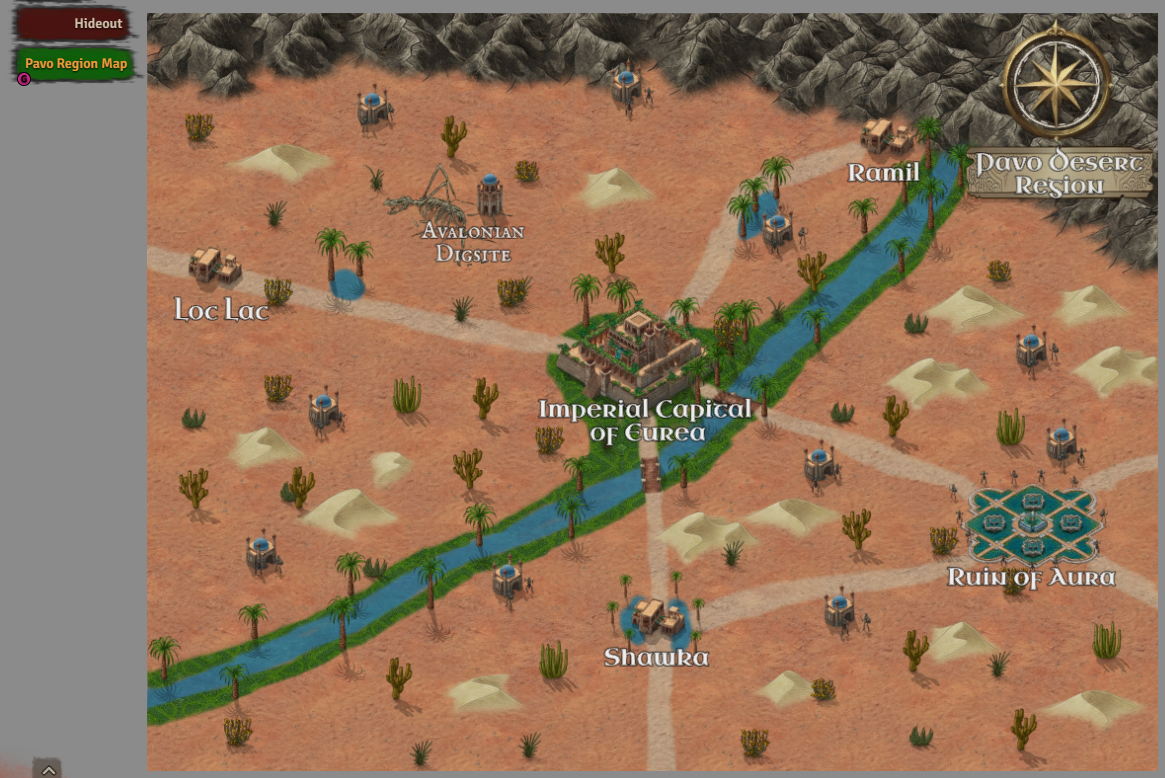 Hideout
Pavo Region Map
G
Ramil
Pavo Desert
Region
Avalonian
Digsite
Loc Lac
Imperial Capital
of Eurea
Ruin of Aura
Shawka